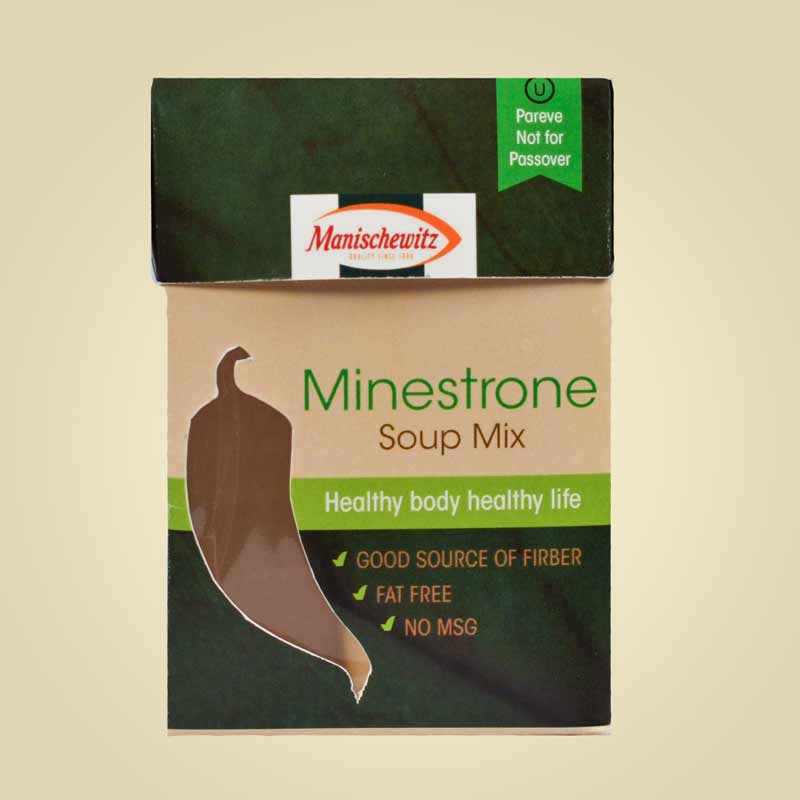 U
Pareve
Not for
Passover
Manischewitz
QUALITY SINCE 1888
Minestrone
Soup Mix
Healthy body healthy life
GOOD SOURCE OF FIRBER
FAT FREE
NO MSG